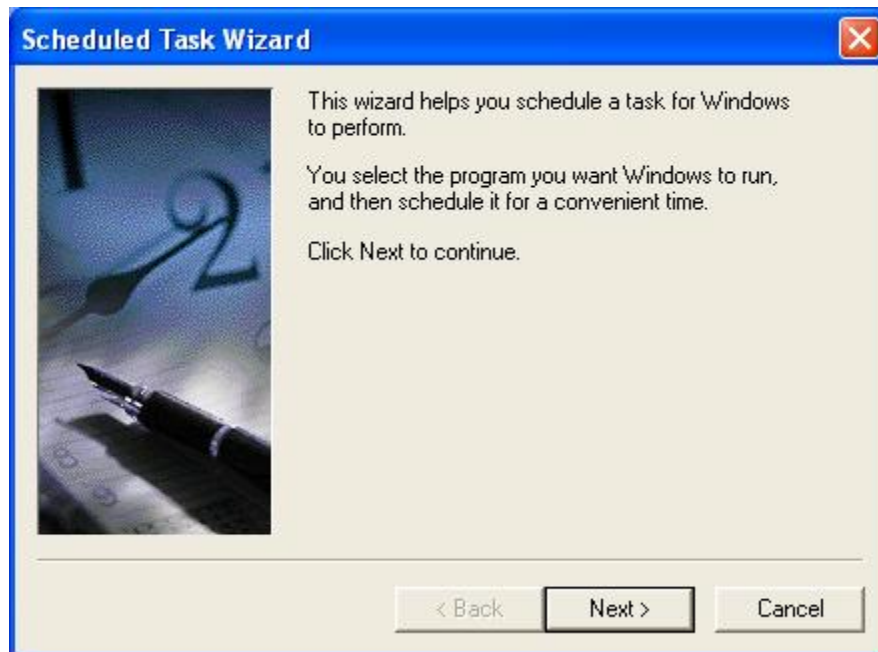 Scheduled Task Wizard
This wizard helps you schedule a task for Windows
to perform.
You select the program you want Windows to run,
and then schedule it for a convenient time.
Click Next to continue.
2
< Back
Next >
Cancel